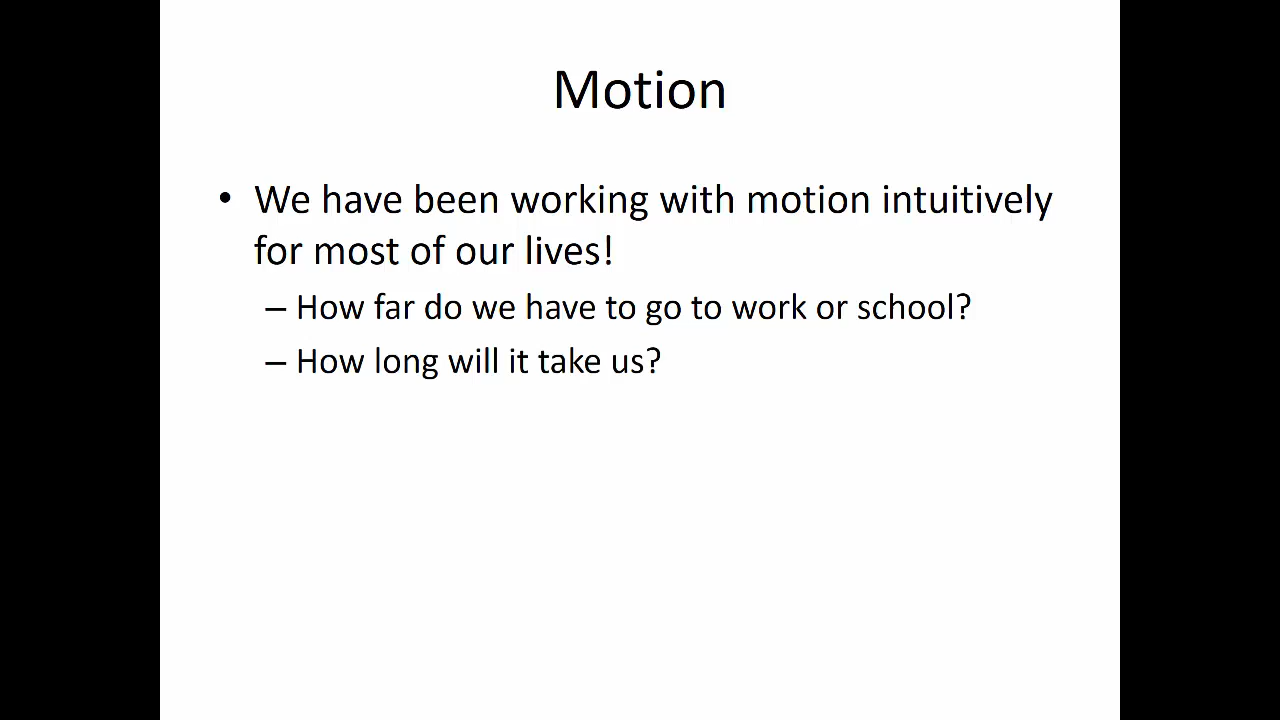 Motion
• We have been working with motion intuitively
for most of our lives!
– How far do we have to go to work or school?
– How long will it take us?